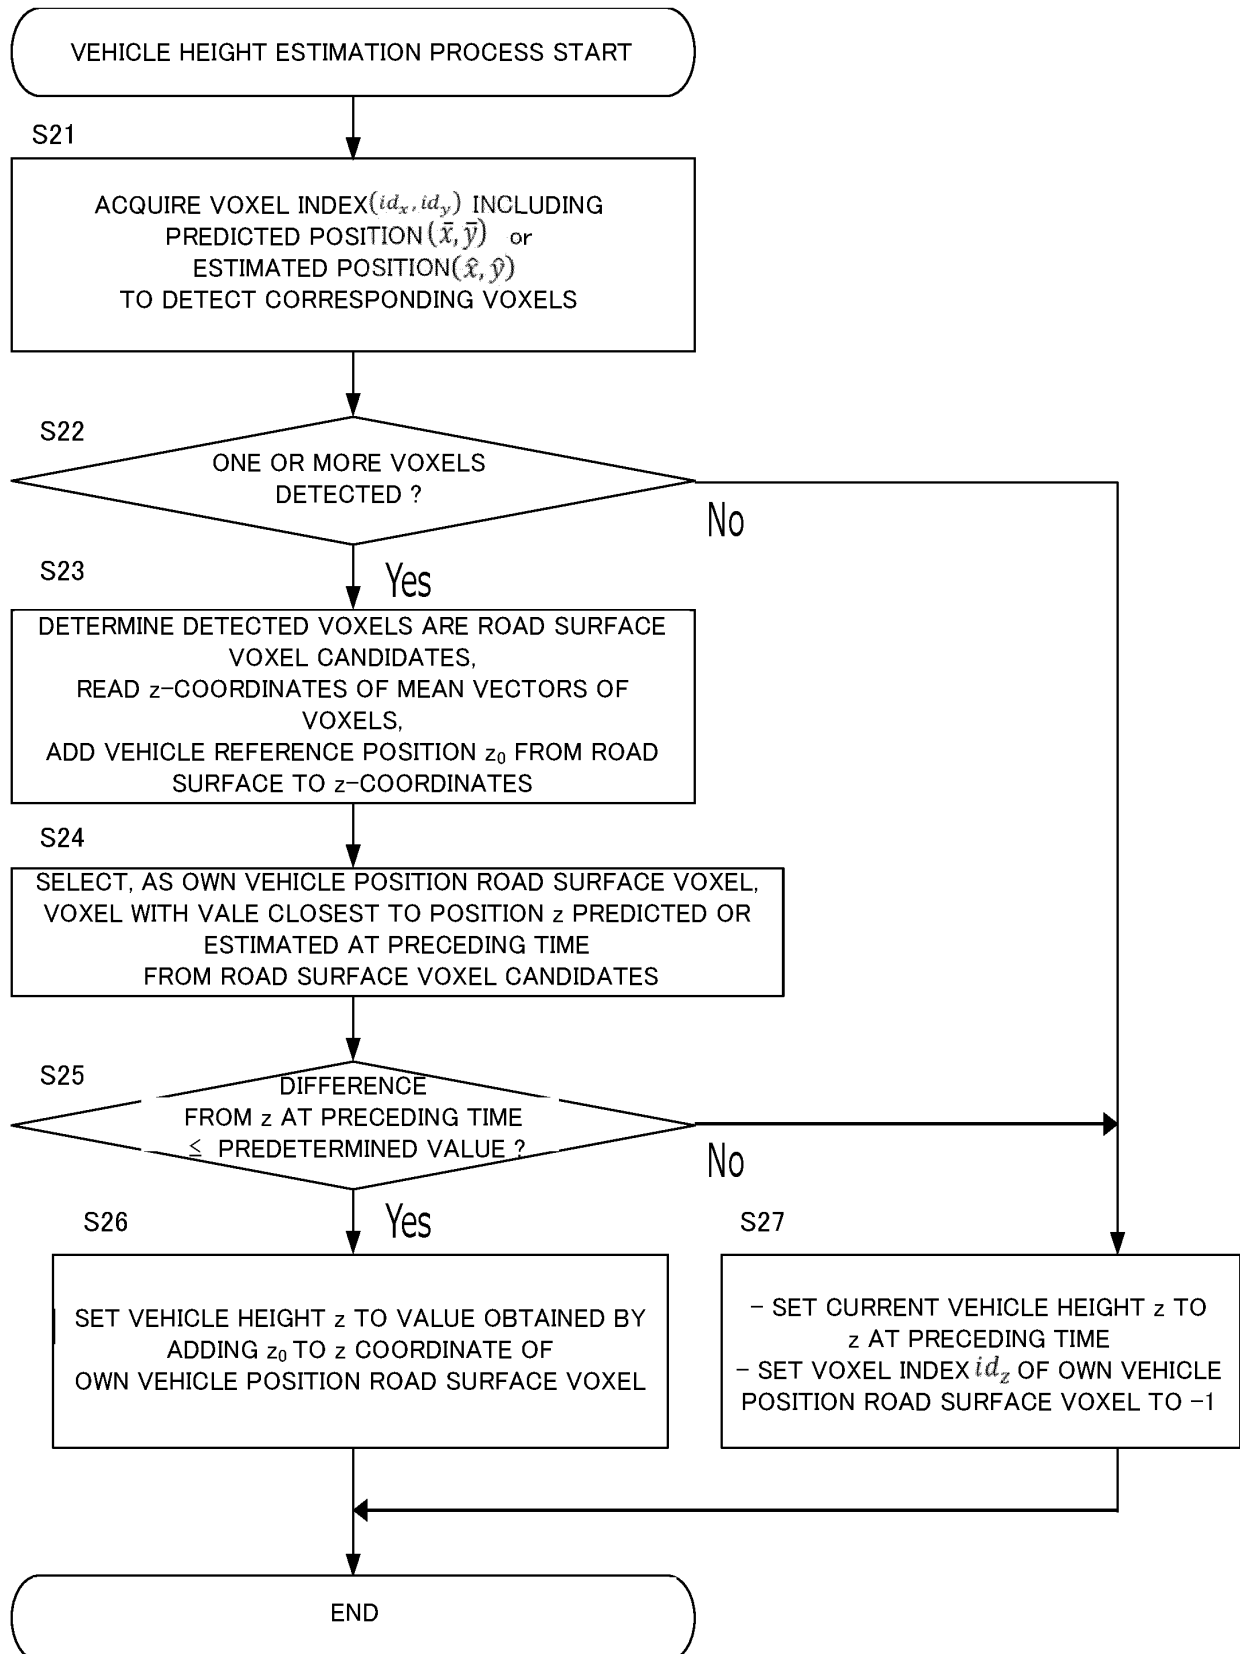 VEHICLE HEIGHT ESTIMATION PROCESS START
S21
ACQUIRE VOXEL INDEX(id_x, id_y) INCLUDING
PREDICTED POSITION(x̄, ȳ) or
ESTIMATED POSITION(x̂, ŷ)
TO DETECT CORRESPONDING VOXELS
S22
ONE OR MORE VOXELS
DETECTED ?
No
Yes
S23
DETERMINE DETECTED VOXELS ARE ROAD SURFACE
VOXEL CANDIDATES,
READ z-COORDINATES OF MEAN VECTORS OF
VOXELS,
ADD VEHICLE REFERENCE POSITION z₀ FROM ROAD
SURFACE TO z-COORDINATES
S24
SELECT, AS OWN VEHICLE POSITION ROAD SURFACE VOXEL,
VOXEL WITH VALE CLOSEST TO POSITION z PREDICTED OR
ESTIMATED AT PRECEDING TIME
FROM ROAD SURFACE VOXEL CANDIDATES
S25
DIFFERENCE
FROM z AT PRECEDING TIME
≤ PREDETERMINED VALUE ?
No
Yes
S26
SET VEHICLE HEIGHT z TO VALUE OBTAINED BY
ADDING z₀ TO z COORDINATE OF
OWN VEHICLE POSITION ROAD SURFACE VOXEL
S27
- SET CURRENT VEHICLE HEIGHT z TO
z AT PRECEDING TIME
- SET VOXEL INDEX id_z OF OWN VEHICLE
POSITION ROAD SURFACE VOXEL TO -1
END